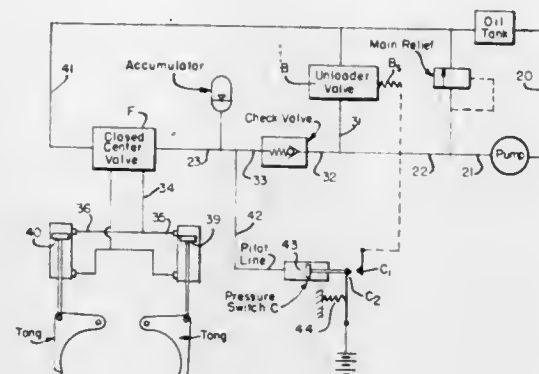 Oil
Tank
Main Relief
Accumulator
B
Unloader
Valve
B₂
41
20
F
Check Valve
31
Closed
Center
Valve
23
33
32
22
21
Pump
34
36
35
39
42
40
Pilot
Line
43
C₁
Pressure
Switch C
C₂
44
Tong
Tong